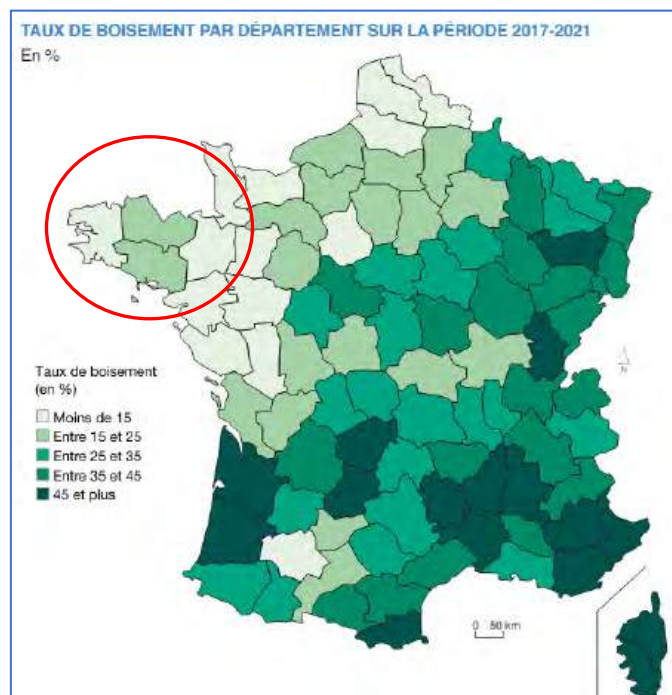 TAUX DE BOISEMENT PAR DÉPARTEMENT SUR LA PÉRIODE 2017-2021
En %
Taux de boisement
(en %)
Moins de 15
Entre 15 et 25
Entre 25 et 35
Entre 35 et 45
45 et plus
N
0 50 km